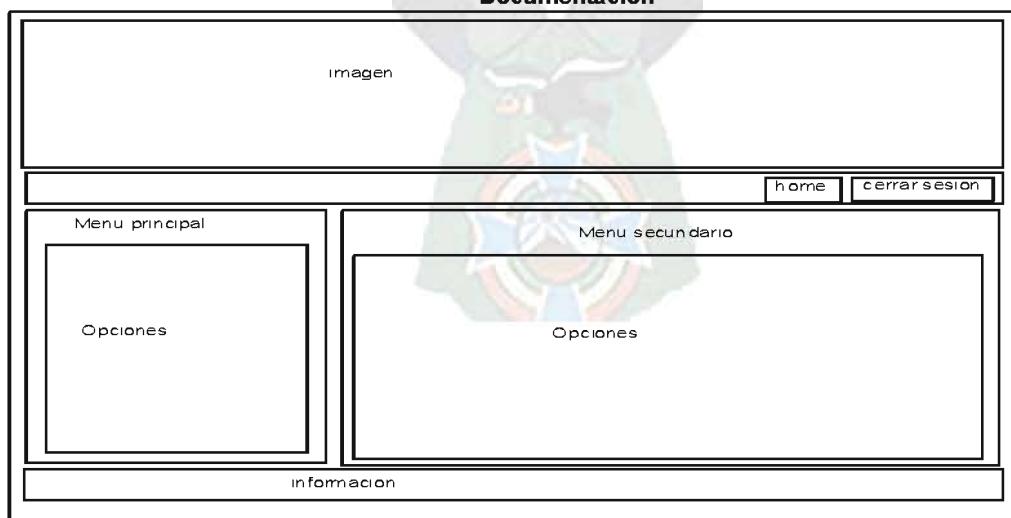 Documentación
imagen
home cerrar sesion
Menu principal
Menu secundario
Opciones
Opciones
informacion